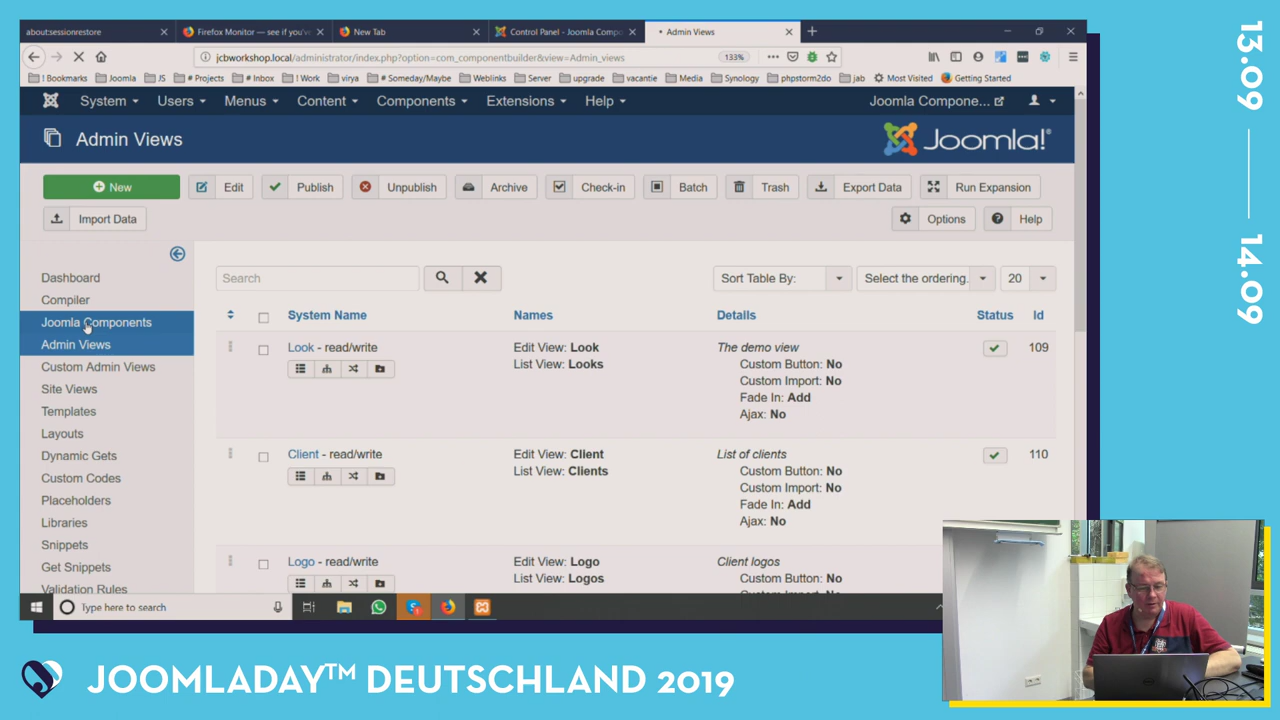 about:sessionrestore
Firefox Monitor — see if you'v
New Tab
Control Panel - Joomla Compo
Admin Views
jcbworkshop.local/administrator/index.php?option=com_componentbuilder&view=Admin_views
133%
! Bookmarks
Joomla
JS
# Projects
# Inbox
! Work
virya
# Someday/Maybe
Weblinks
Server
upgrade
vacantie
Media
Synology
phpstorm2do
jab
Most Visited
Getting Started
System
Users
Menus
Content
Components
Extensions
Help
Joomla Compone...
Admin Views
Joomla!®
New
Edit
Publish
Unpublish
Archive
Check-in
Batch
Trash
Export Data
Run Expansion
Import Data
Options
Help
Dashboard
Compiler
Joomla Components
Admin Views
Custom Admin Views
Site Views
Templates
Layouts
Dynamic Gets
Custom Codes
Placeholders
Libraries
Snippets
Get Snippets
Validation Rules
Search
Sort Table By:
Select the ordering.
20
System Name
Names
Details
Status
Id
Look - read/write
Edit View: Look
List View: Looks
The demo view
Custom Button: No
Custom Import: No
Fade In: Add
Ajax: No
109
Client - read/write
Edit View: Client
List View: Clients
List of clients
Custom Button: No
Custom Import: No
Fade In: Add
Ajax: No
110
Logo - read/write
Edit View: Logo
List View: Logos
Client logos
Custom Button: No
Type here to search
13.09
14.09
JOOMLADAY™ DEUTSCHLAND 2019